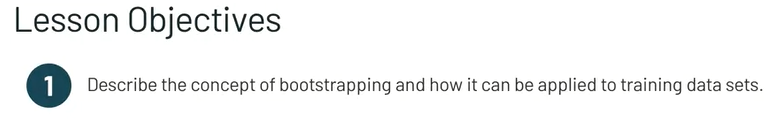 Lesson Objectives
1 Describe the concept of bootstrapping and how it can be applied to training data sets.